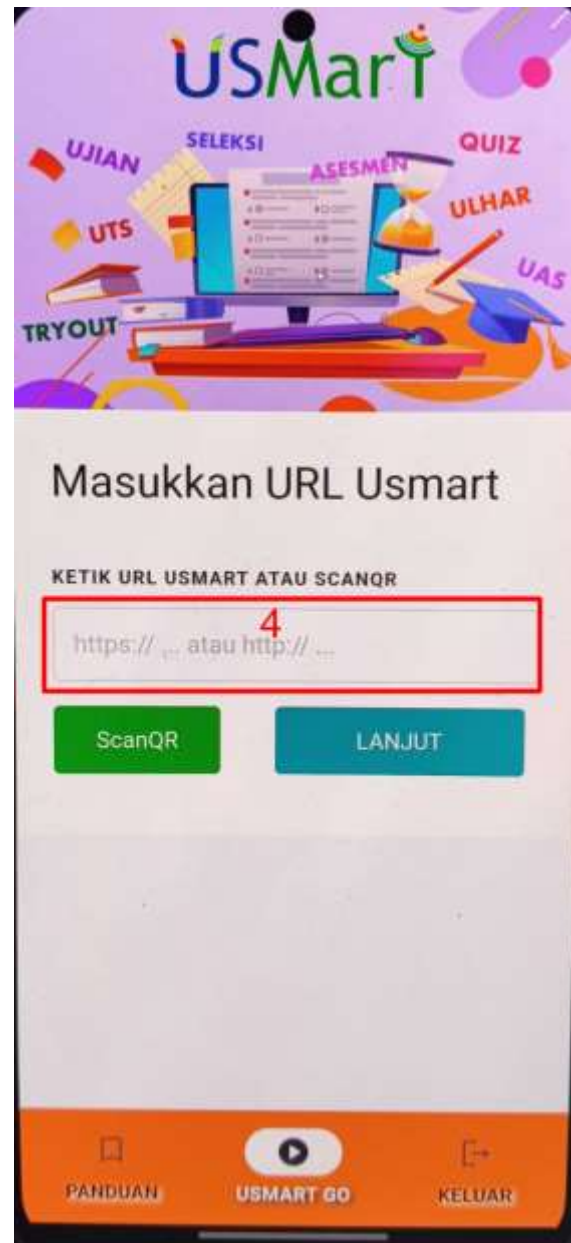 USMarT
UJIAN
SELEKSI
ASESMEN
QUIZ
UTS
ULHAR
UAS
TRYOUT
Masukkan URL Usmart
KETIK URL USMART ATAU SCANQR
4
https:// ... atau http:// ...
ScanQR
LANJUT
PANDUAN
USMART GO
KELUAR